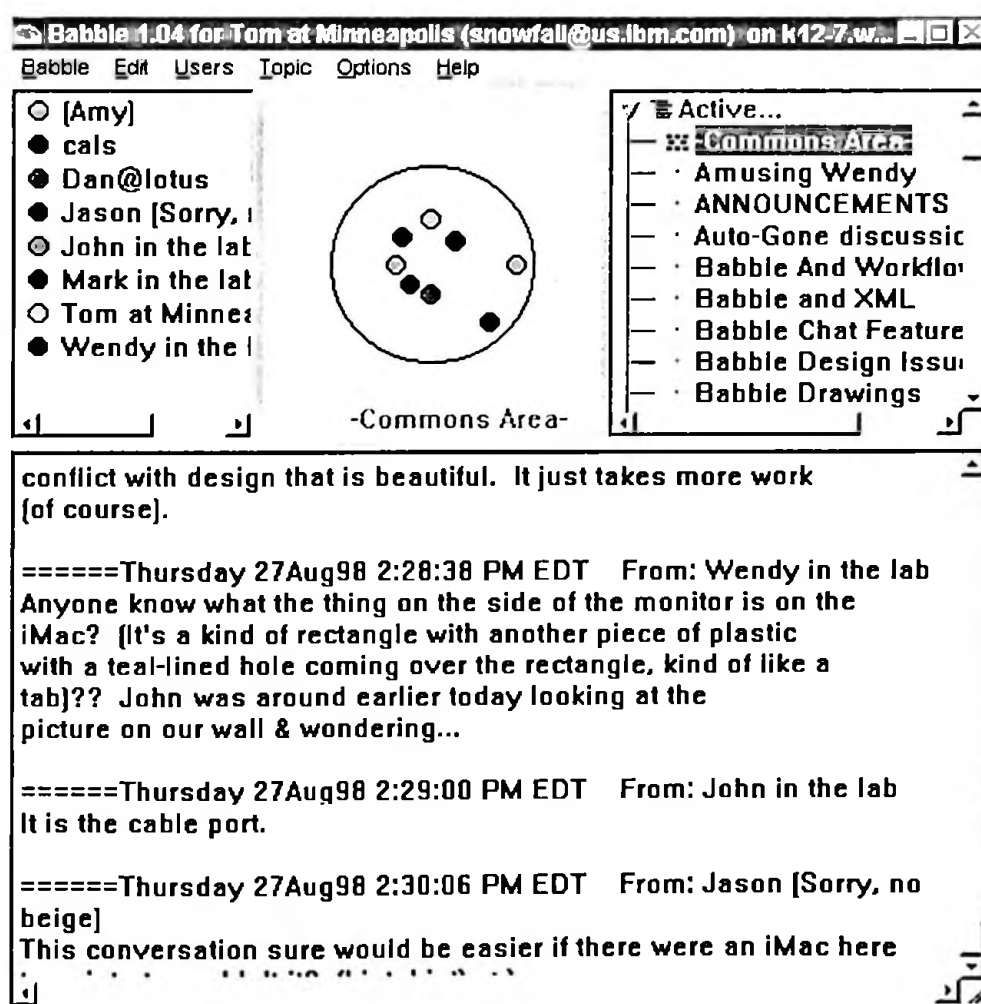 Babble 1.04 for Tom at Minneapolis (snowfall@us.ibm.com) on k12-7.w...
Babble Edit Users Topic Options Help
(Amy)
cals
Dan@lotus
Jason (Sorry,
John in the lab
Mark in the lab
Tom at Minnea
Wendy in the l
-Commons Area-
Active...
-Commons Area-
Amusing Wendy
ANNOUNCEMENTS
Auto-Gone discussic
Babble And Workflo
Babble and XML
Babble Chat Feature
Babble Design Issu
Babble Drawings
conflict with design that is beautiful. It just takes more work
(of course).
======Thursday 27Aug98 2:28:38 PM EDT From: Wendy in the lab
Anyone know what the thing on the side of the monitor is on the
iMac? (It's a kind of rectangle with another piece of plastic
with a teal-lined hole coming over the rectangle, kind of like a
tab)?? John was around earlier today looking at the
picture on our wall & wondering...
======Thursday 27Aug98 2:29:00 PM EDT From: John in the lab
It is the cable port.
======Thursday 27Aug98 2:30:06 PM EDT From: Jason (Sorry, no
beige)
This conversation sure would be easier if there were an iMac here